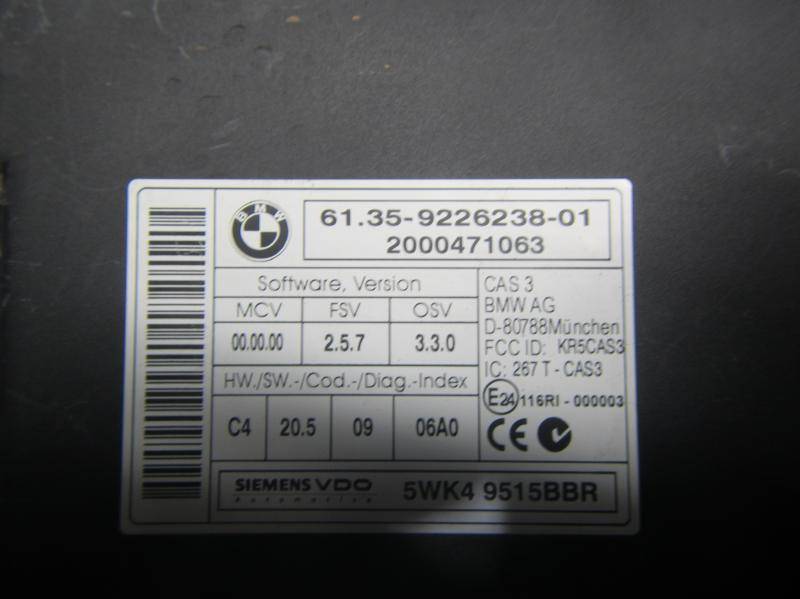 BMW
61.35-9226238-01
2000471063
Software, Version
MCV FSV OSV
00.00.00 2.5.7 3.3.0
HW./SW.-/Cod.-/Diag.-Index
C4 20.5 09 06A0
CAS 3
BMW AG
D-80788München
FCC ID: KR5CAS3
IC: 267 T - CAS3
E24 116RI - 000003
CE
SIEMENS VDO
Automotive
5WK4 9515BBR